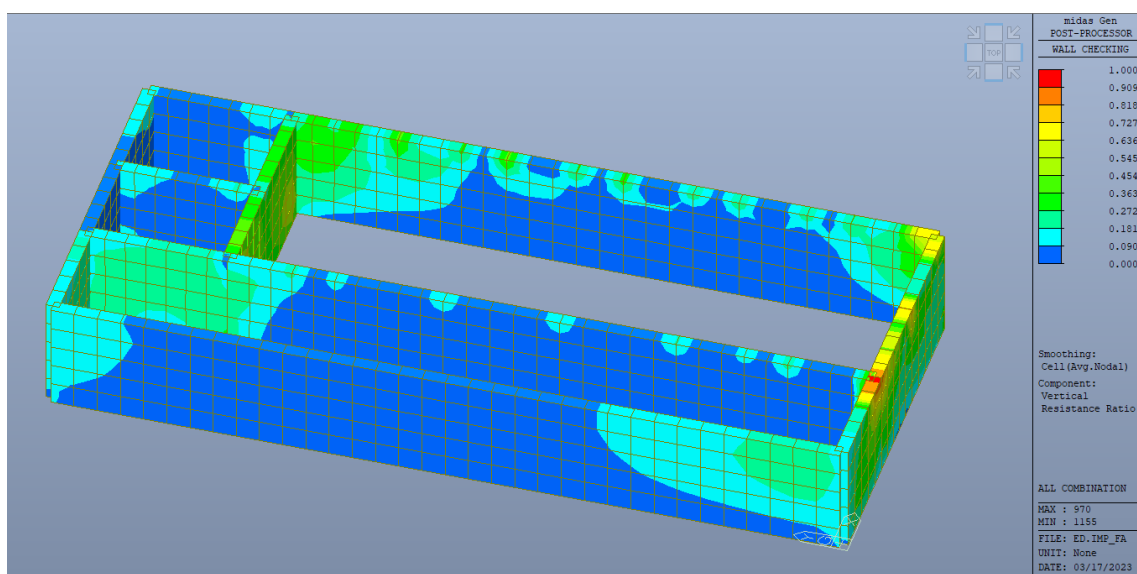 TOP
midas Gen
POST-PROCESSOR
WALL CHECKING
1.000
0.909
0.818
0.727
0.636
0.545
0.454
0.363
0.272
0.181
0.090
0.000
Smoothing:
Cell(Avg.Nodal)
Component:
Vertical
Resistance Ratio
ALL COMBINATION
MAX : 970
MIN : 1155
FILE: ED.IMP_FA
UNIT: None
DATE: 03/17/2023